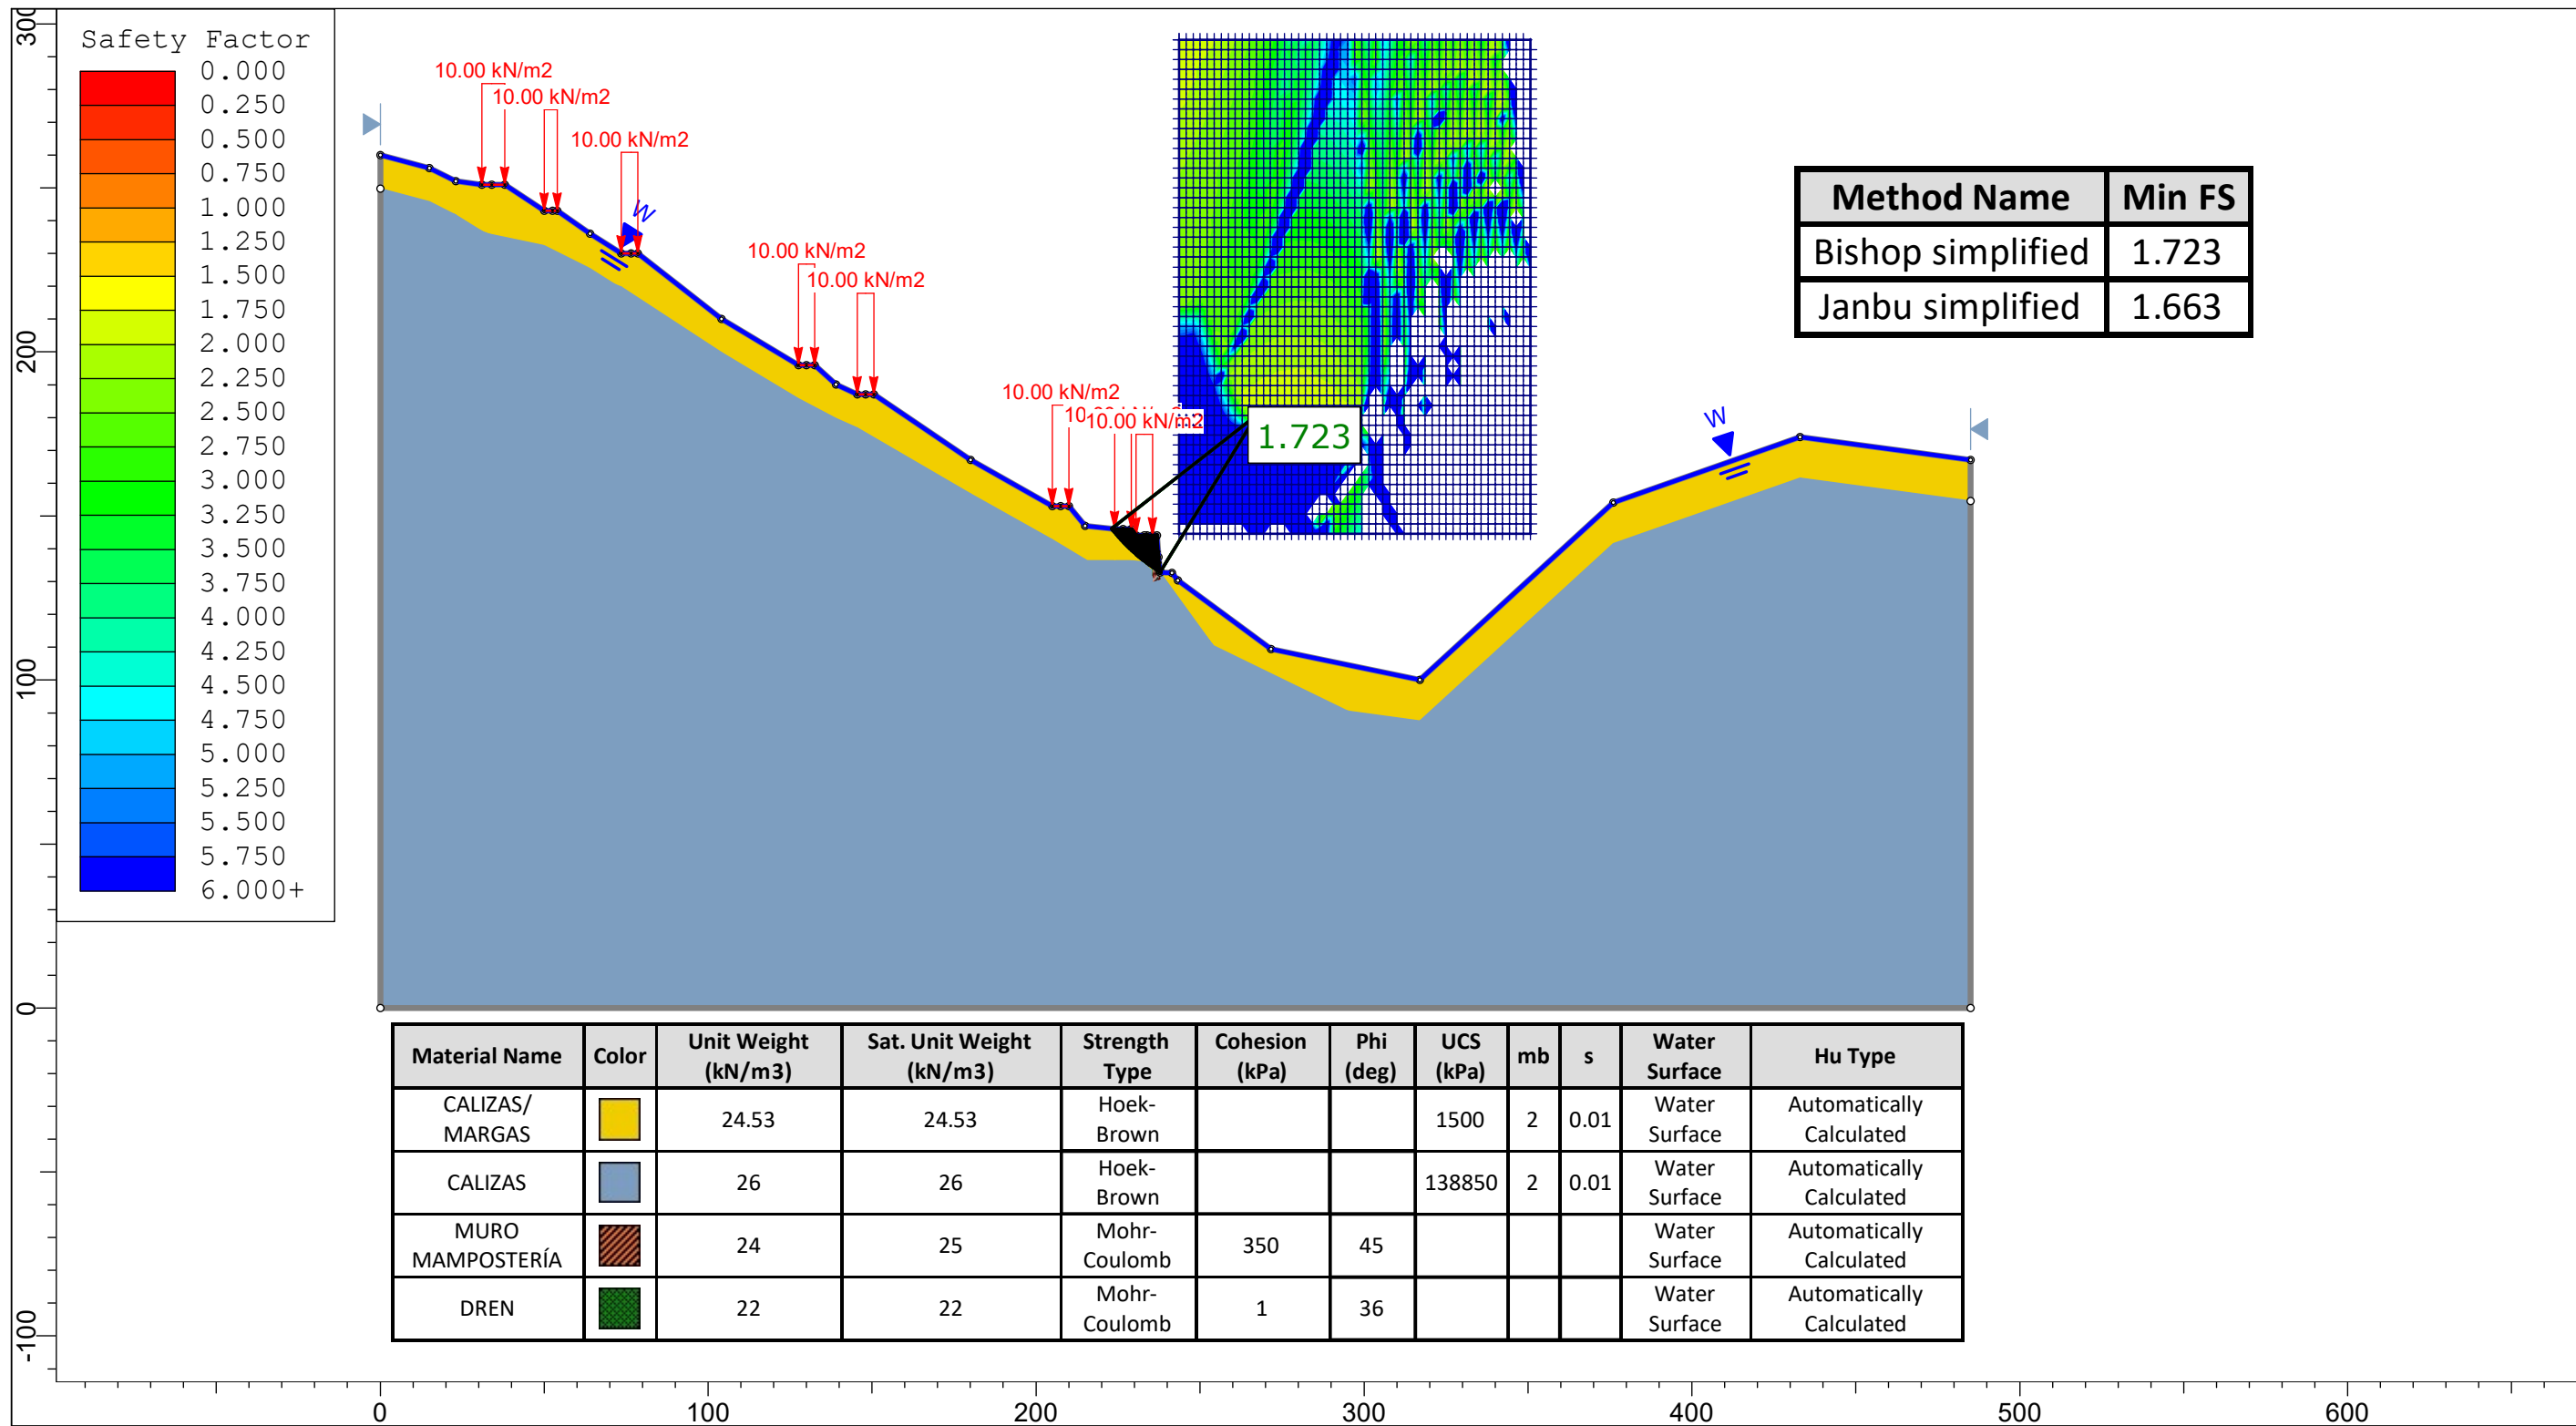 Safety Factor
0.000
0.250
0.500
0.750
1.000
1.250
1.500
1.750
2.000
2.250
2.500
2.750
3.000
3.250
3.500
3.750
4.000
4.250
4.500
4.750
5.000
5.250
5.500
5.750
6.000+
10.00 kN/m2
10.00 kN/m2
10.00 kN/m2
W
10.00 kN/m2
10.00 kN/m2
10.00 kN/m2
10.00 kN/m2
1.723
W
Method Name Min FS
Bishop simplified 1.723
Janbu simplified 1.663
Material Name Color Unit Weight (kN/m3) Sat. Unit Weight (kN/m3) Strength Type Cohesion (kPa) Phi (deg) UCS (kPa) mb s Water Surface Hu Type
CALIZAS/ MARGAS 24.53 24.53 Hoek-Brown 1500 2 0.01 Water Surface Automatically Calculated
CALIZAS 26 26 Hoek-Brown 138850 2 0.01 Water Surface Automatically Calculated
MURO MAMPOSTERÍA 24 25 Mohr-Coulomb 350 45 Water Surface Automatically Calculated
DREN 22 22 Mohr-Coulomb 1 36 Water Surface Automatically Calculated
300
200
100
0
-100
0 100 200 300 400 500 600